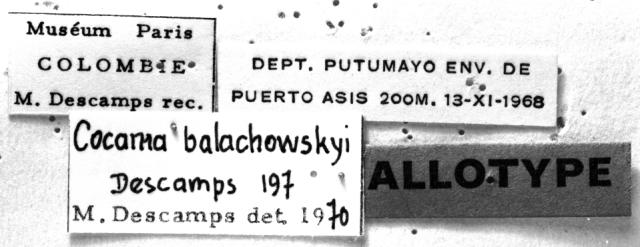 Muséum Paris
COLOMBIE
M. Descamps rec.
DEPT. PUTUMAYO ENV. DE
PUERTO ASIS 200M. 13-XI-1968
Cocama balachowskyi
Descamps 197
M. Descamps det. 1970
ALLOTYPE